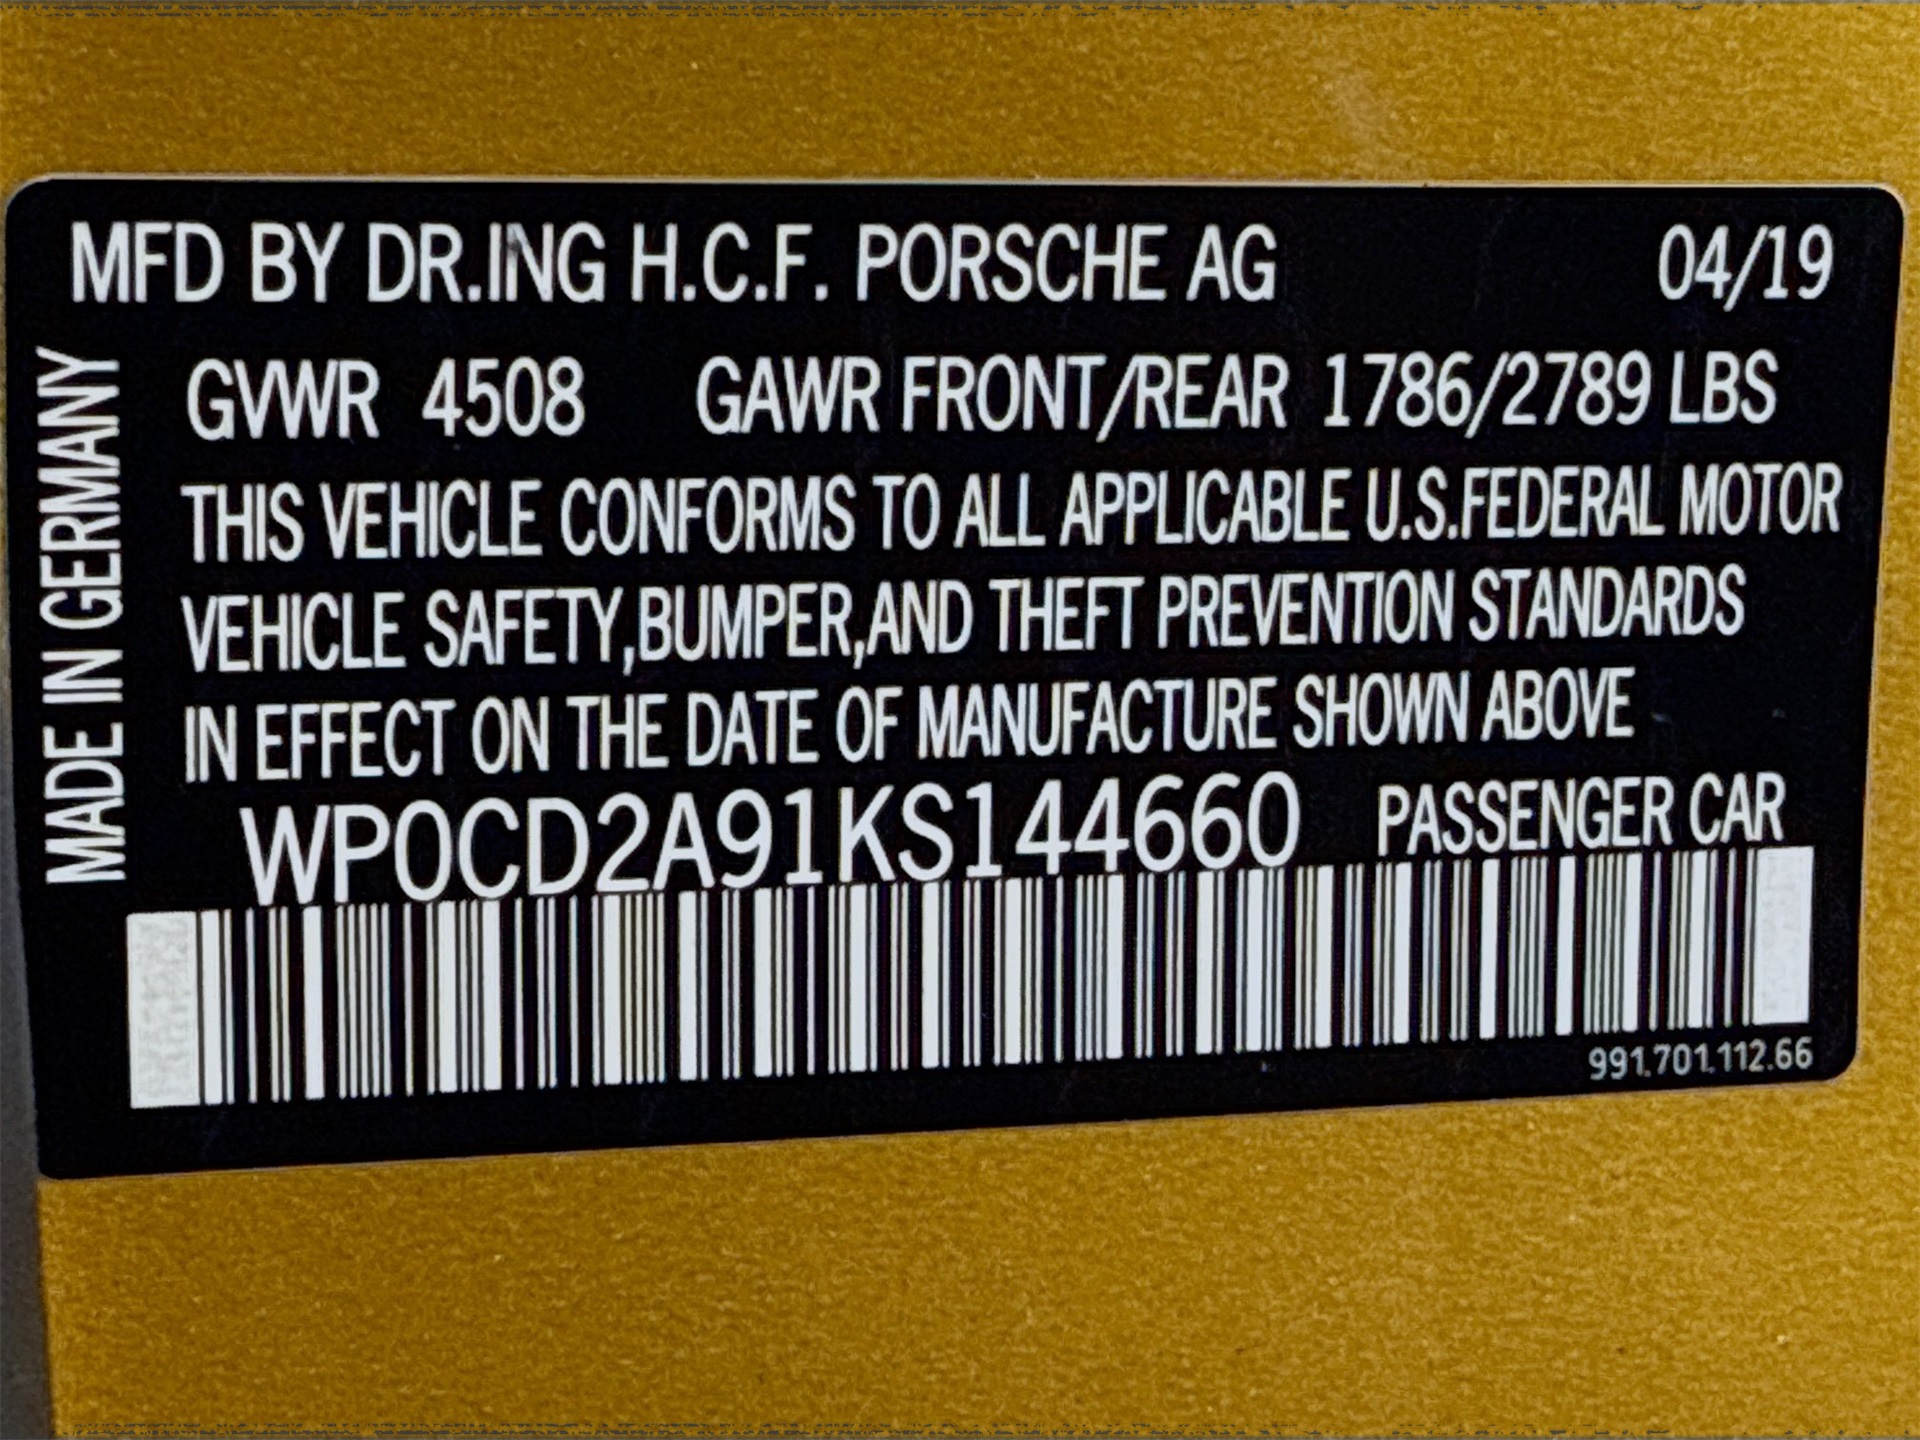 MFD BY DR.ING H.C.F. PORSCHE AG 04/19
MADE IN GERMANY
GVWR 4508 GAWR FRONT/REAR 1786/2789 LBS
THIS VEHICLE CONFORMS TO ALL APPLICABLE U.S.FEDERAL MOTOR
VEHICLE SAFETY,BUMPER,AND THEFT PREVENTION STANDARDS
IN EFFECT ON THE DATE OF MANUFACTURE SHOWN ABOVE
WP0CD2A91KS144660 PASSENGER CAR
991.701.112.66